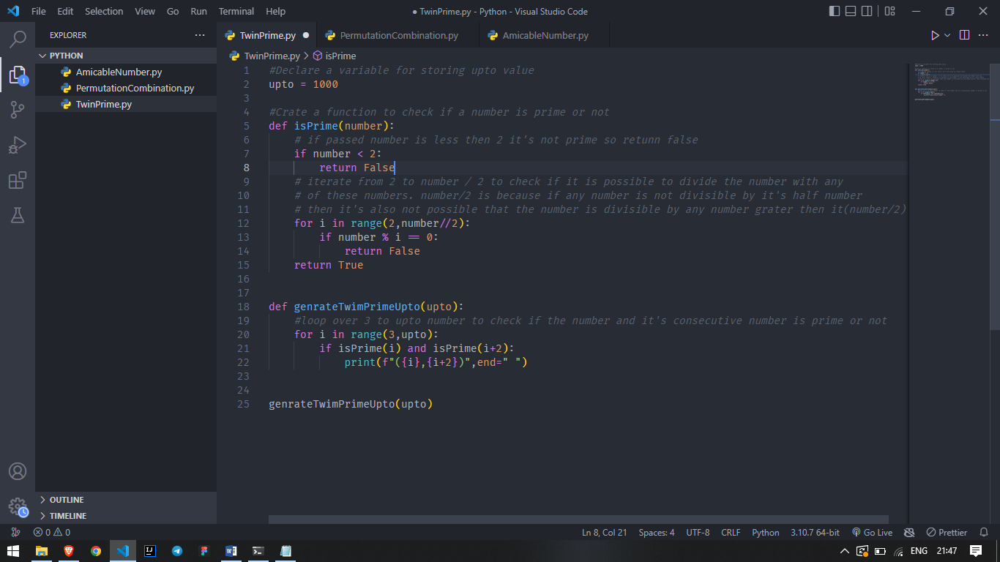 File Edit Selection View Go Run Terminal Help
● TwinPrime.py - Python - Visual Studio Code
EXPLORER
PYTHON
AmicableNumber.py
PermutationCombination.py
TwinPrime.py
OUTLINE
TIMELINE
1
TwinPrime.py PermutationCombination.py AmicableNumber.py
TwinPrime.py > isPrime
1 #Declare a variable for storing upto value
2 upto = 1000
3
4 #Crate a function to check if a number is prime or not
5 def isPrime(number):
6 # if passed number is less then 2 it's not prime so retunn false
7 if number < 2:
8 return False
9 # iterate from 2 to number / 2 to check if it is possible to divide the number with any
10 # of these numbers. number/2 is because if any number is not divisible by it's half number
11 # then it's also not possible that the number is divisible by any number grater then it(number/2)
12 for i in range(2,number//2):
13 if number % i == 0:
14 return False
15 return True
16
17
18 def genrateTwimPrimeUpto(upto):
19 #loop over 3 to upto number to check if the number and it's consecutive number is prime or not
20 for i in range(3,upto):
21 if isPrime(i) and isPrime(i+2):
22 print(f"({i},{i+2})",end=" ")
23
24
25 genrateTwimPrimeUpto(upto)
0 0 Ln 8, Col 21 Spaces: 4 UTF-8 CRLF Python 3.10.7 64-bit Go Live Prettier
ENG 21:47